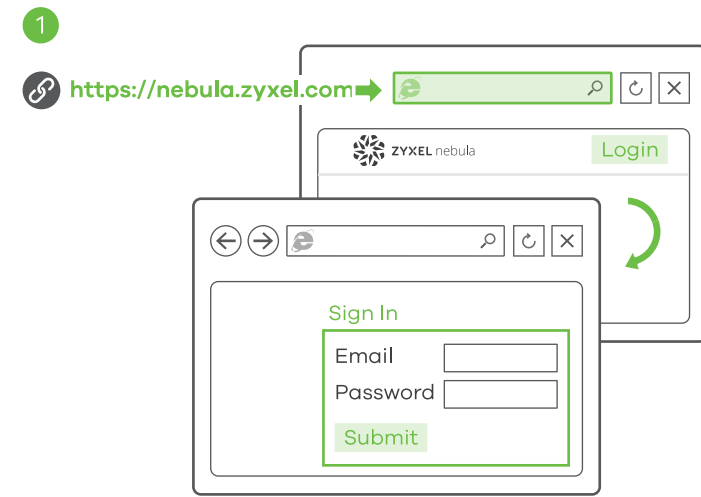 1
https://nebula.zyxel.com
ZYXEL nebula
Login
Sign In
Email
Password
Submit